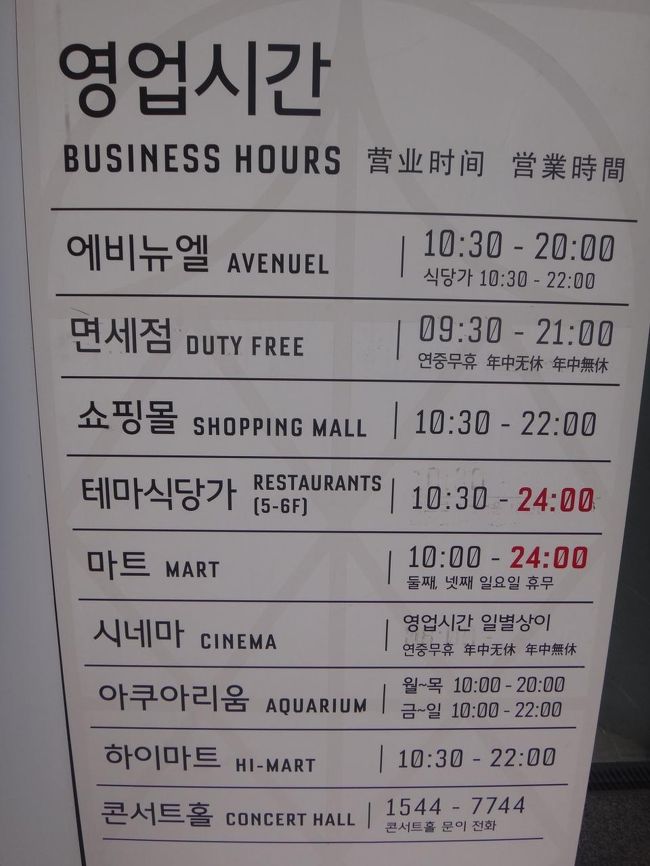 영업시간
BUSINESS HOURS 营业时间 営業時間
에비뉴엘 AVENUEL 10:30 - 20:00
식당가 10:30 - 22:00
면세점 DUTY FREE 09:30 - 21:00
연중무휴 年中无休 年中無休
쇼핑몰 SHOPPING MALL 10:30 - 22:00
테마식당가 RESTAURANTS (5-6F) 10:30 - 24:00
마트 MART 10:00 - 24:00
둘째, 넷째 일요일 휴무
시네마 CINEMA 영업시간 일별상이
연중무휴 年中无休 年中無休
아쿠아리움 AQUARIUM 월~목 10:00 - 20:00
금~일 10:00 - 22:00
하이마트 HI-MART 10:30 - 22:00
콘서트홀 CONCERT HALL 1544 - 7744
콘서트홀 문의 전화